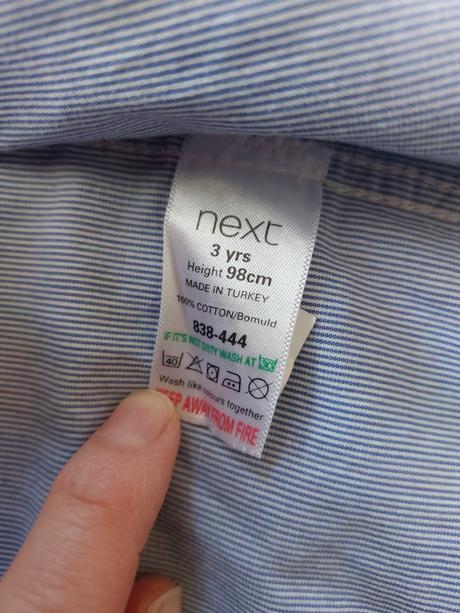 next
3 yrs
Height 98cm
MADE IN TURKEY
100% COTTON/Bomuld
838-444
IF IT'S NOT DIRTY WASH AT
40
Wash like colours together
KEEP AWAY FROM FIRE